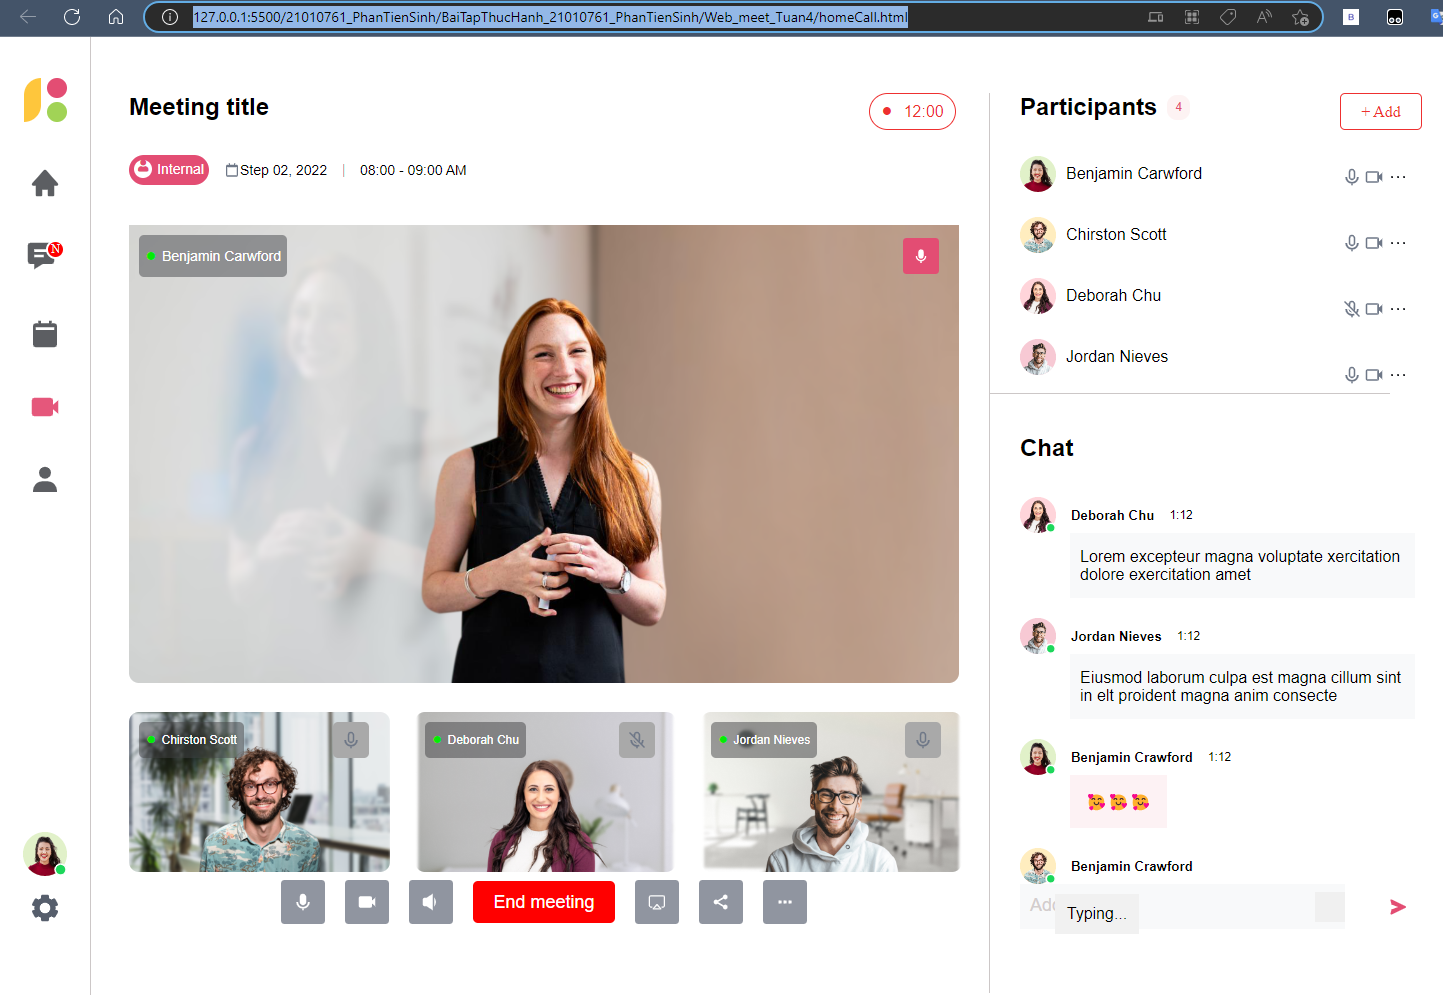 127.0.0.1:5500/21010761_PhanTienSinh/BaiTapThucHanh_21010761_PhanTienSinh/Web_meet_Tuan4/homeCall.html
Meeting title
12:00
Internal
Step 02, 2022 | 08:00 - 09:00 AM
N
Benjamin Carwford
Chirston Scott
Deborah Chu
Jordan Nieves
End meeting
Participants 4
+ Add
Benjamin Carwford
Chirston Scott
Deborah Chu
Jordan Nieves
Chat
Deborah Chu 1:12
Lorem excepteur magna voluptate xercitation
dolore exercitation amet
Jordan Nieves 1:12
Eiusmod laborum culpa est magna cillum sint
in elt proident magna anim consecte
Benjamin Crawford 1:12
🥰🥰🥰
Benjamin Crawford
Typing...